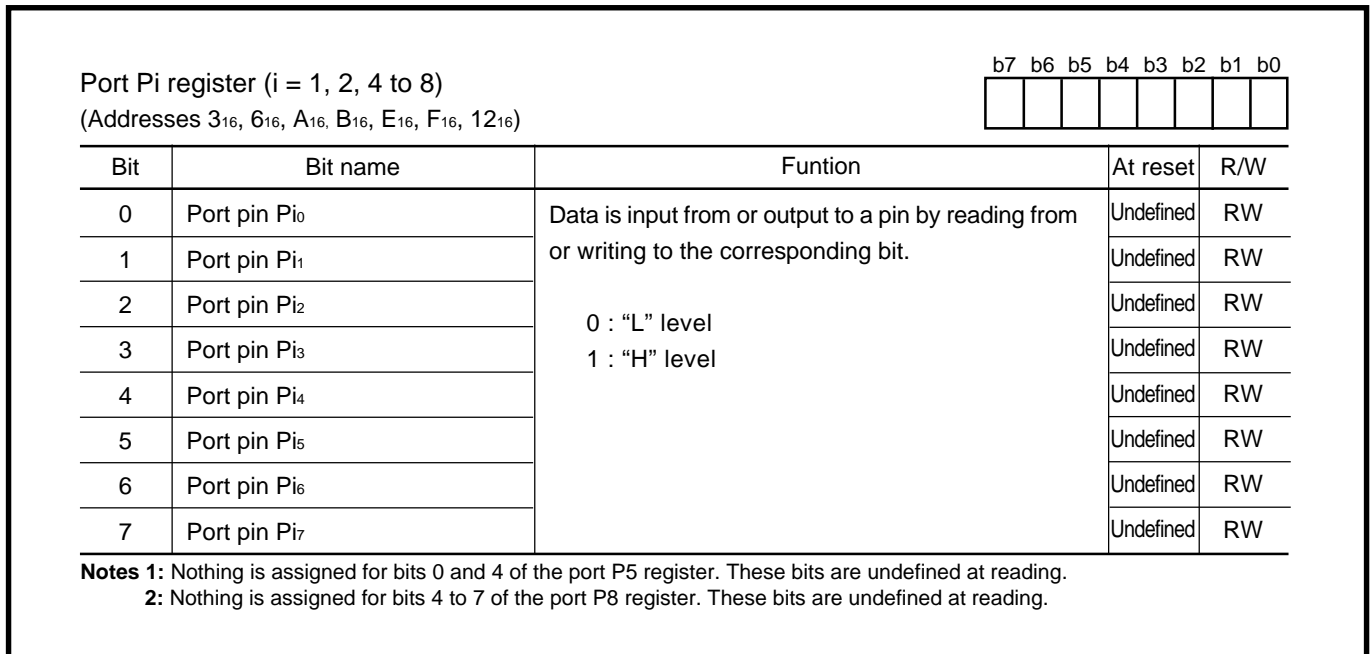 b7 b6 b5 b4 b3 b2 b1 b0
Port Pi register (i = 1, 2, 4 to 8)
(Addresses 3₁₆, 6₁₆, A₁₆, B₁₆, E₁₆, F₁₆, 12₁₆)
Bit Bit name Funtion At reset R/W
0 Port pin Pi₀ Data is input from or output to a pin by reading from Undefined RW
1 Port pin Pi₁ or writing to the corresponding bit. Undefined RW
2 Port pin Pi₂ 0 : “L” level Undefined RW
3 Port pin Pi₃ 1 : “H” level Undefined RW
4 Port pin Pi₄ Undefined RW
5 Port pin Pi₅ Undefined RW
6 Port pin Pi₆ Undefined RW
7 Port pin Pi₇ Undefined RW
Notes 1: Nothing is assigned for bits 0 and 4 of the port P5 register. These bits are undefined at reading.
2: Nothing is assigned for bits 4 to 7 of the port P8 register. These bits are undefined at reading.